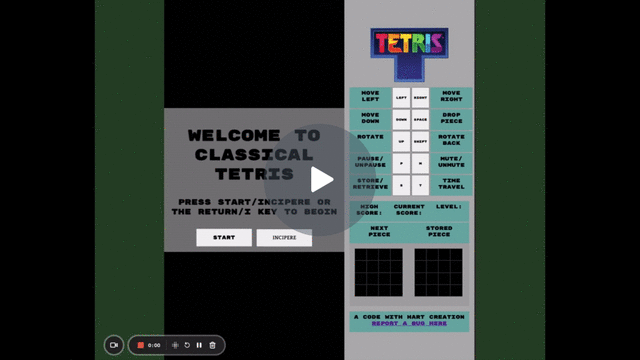 TETRIS
MOVE LEFT
LEFT
RIGHT
MOVE RIGHT
MOVE DOWN
DOWN
SPACE
DROP PIECE
ROTATE
UP
SHIFT
ROTATE BACK
PAUSE/
UNPAUSE
P
M
MUTE/
UNMUTE
STORE/
RETRIEVE
S
T
TIME
TRAVEL
WELCOME TO
CLASSICAL
TETRIS
PRESS START/INCIPERE OR
THE RETURN/I KEY TO BEGIN
START
INCIPERE
HIGH SCORE:
CURRENT SCORE:
LEVEL:
NEXT PIECE
STORED PIECE
A CODE WITH HART CREATION
REPORT A BUG HERE
0:00